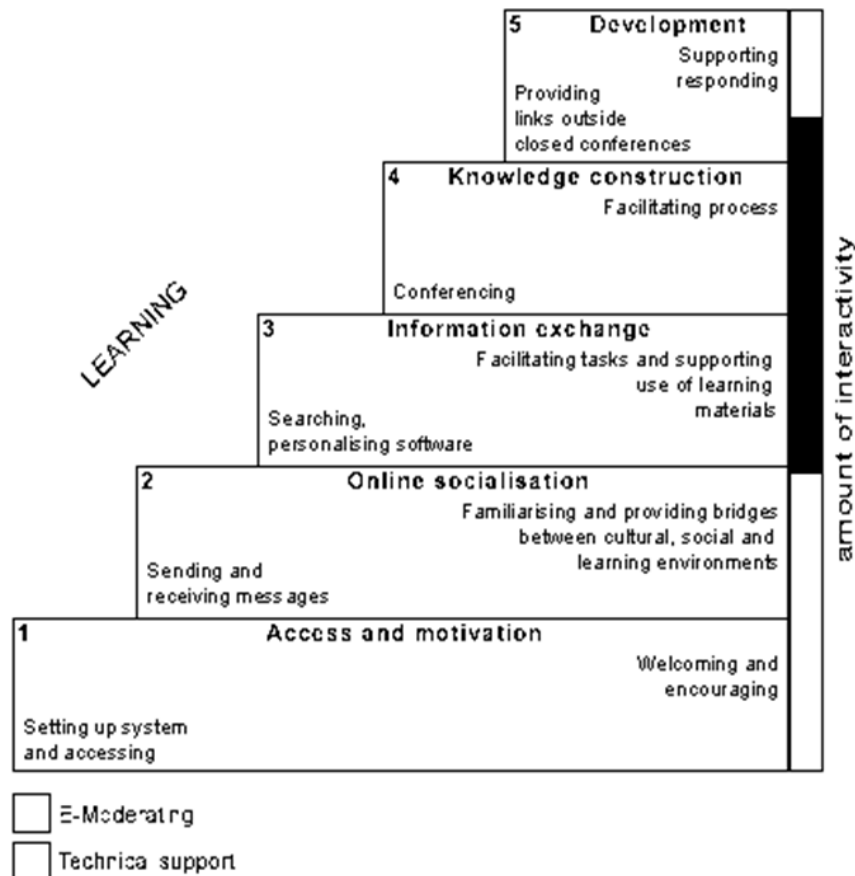 5 Development
Supporting
responding
Providing
links outside
closed conferences
4 Knowledge construction
Facilitating process
Conferencing
LEARNING
3 Information exchange
Facilitating tasks and supporting
use of learning
materials
Searching,
personalising software
2 Online socialisation
Familiarising and providing bridges
between cultural, social and
learning environments
Sending and
receiving messages
1 Access and motivation
Welcoming and
encouraging
Setting up system
and accessing
amount of interactivity
E-Moderating
Technical support